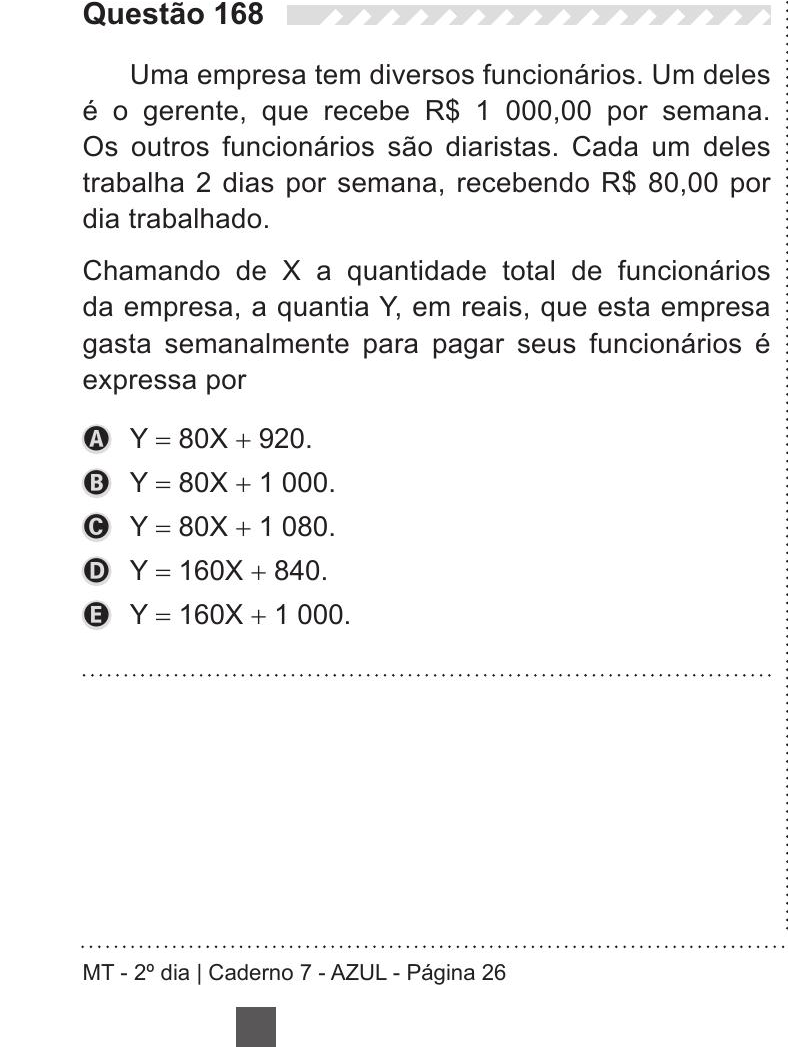 Questão 168
Uma empresa tem diversos funcionários. Um deles
é o gerente, que recebe R$ 1 000,00 por semana.
Os outros funcionários são diaristas. Cada um deles
trabalha 2 dias por semana, recebendo R$ 80,00 por
dia trabalhado.
Chamando de X a quantidade total de funcionários
da empresa, a quantia Y, em reais, que esta empresa
gasta semanalmente para pagar seus funcionários é
expressa por
A Y = 80X + 920.
B Y = 80X + 1 000.
C Y = 80X + 1 080.
D Y = 160X + 840.
E Y = 160X + 1 000.
MT - 2º dia | Caderno 7 - AZUL - Página 26